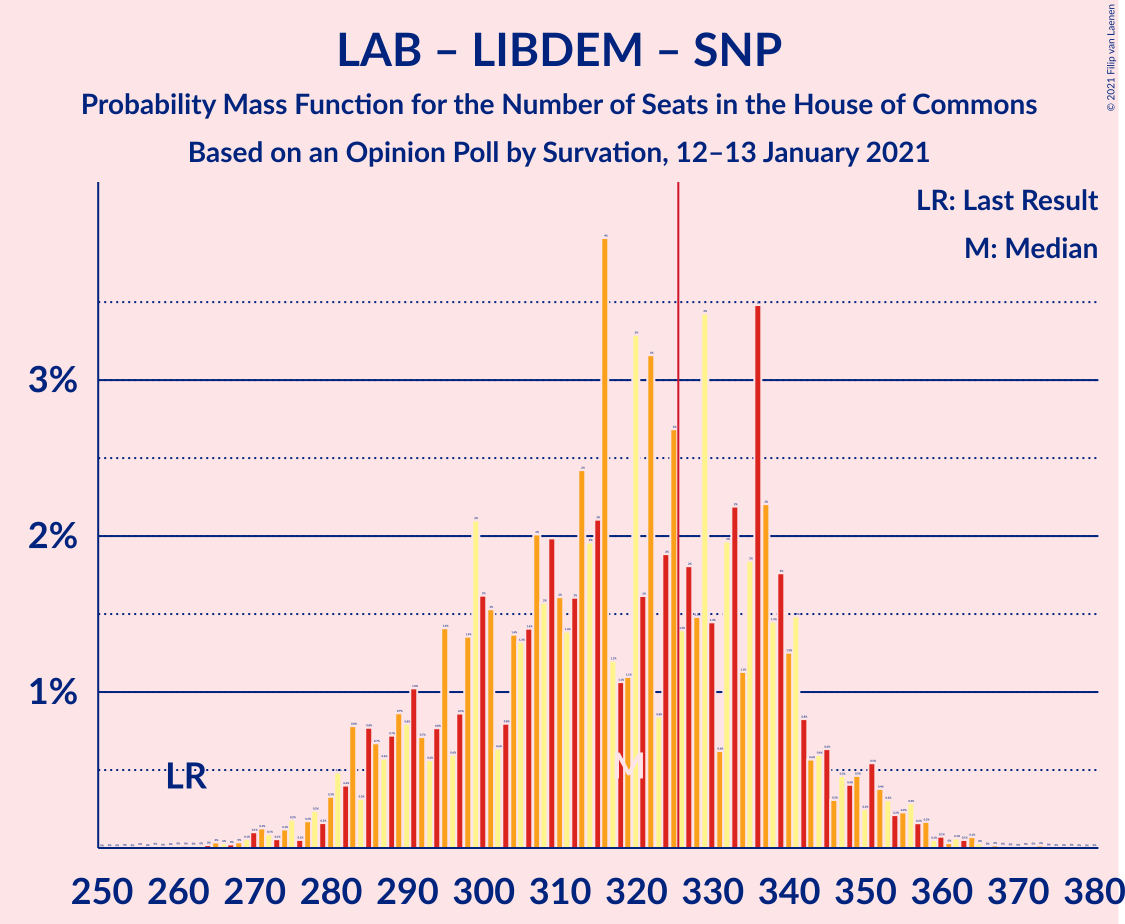 LAB – LIBDEM – SNP
Probability Mass Function for the Number of Seats in the House of Commons
Based on an Opinion Poll by Survation, 12–13 January 2021
© 2021 Filip van Laenen
LR: Last Result
M: Median
3%
2%
1%
LR
M
250 260 270 280 290 300 310 320 330 340 350 360 370 380